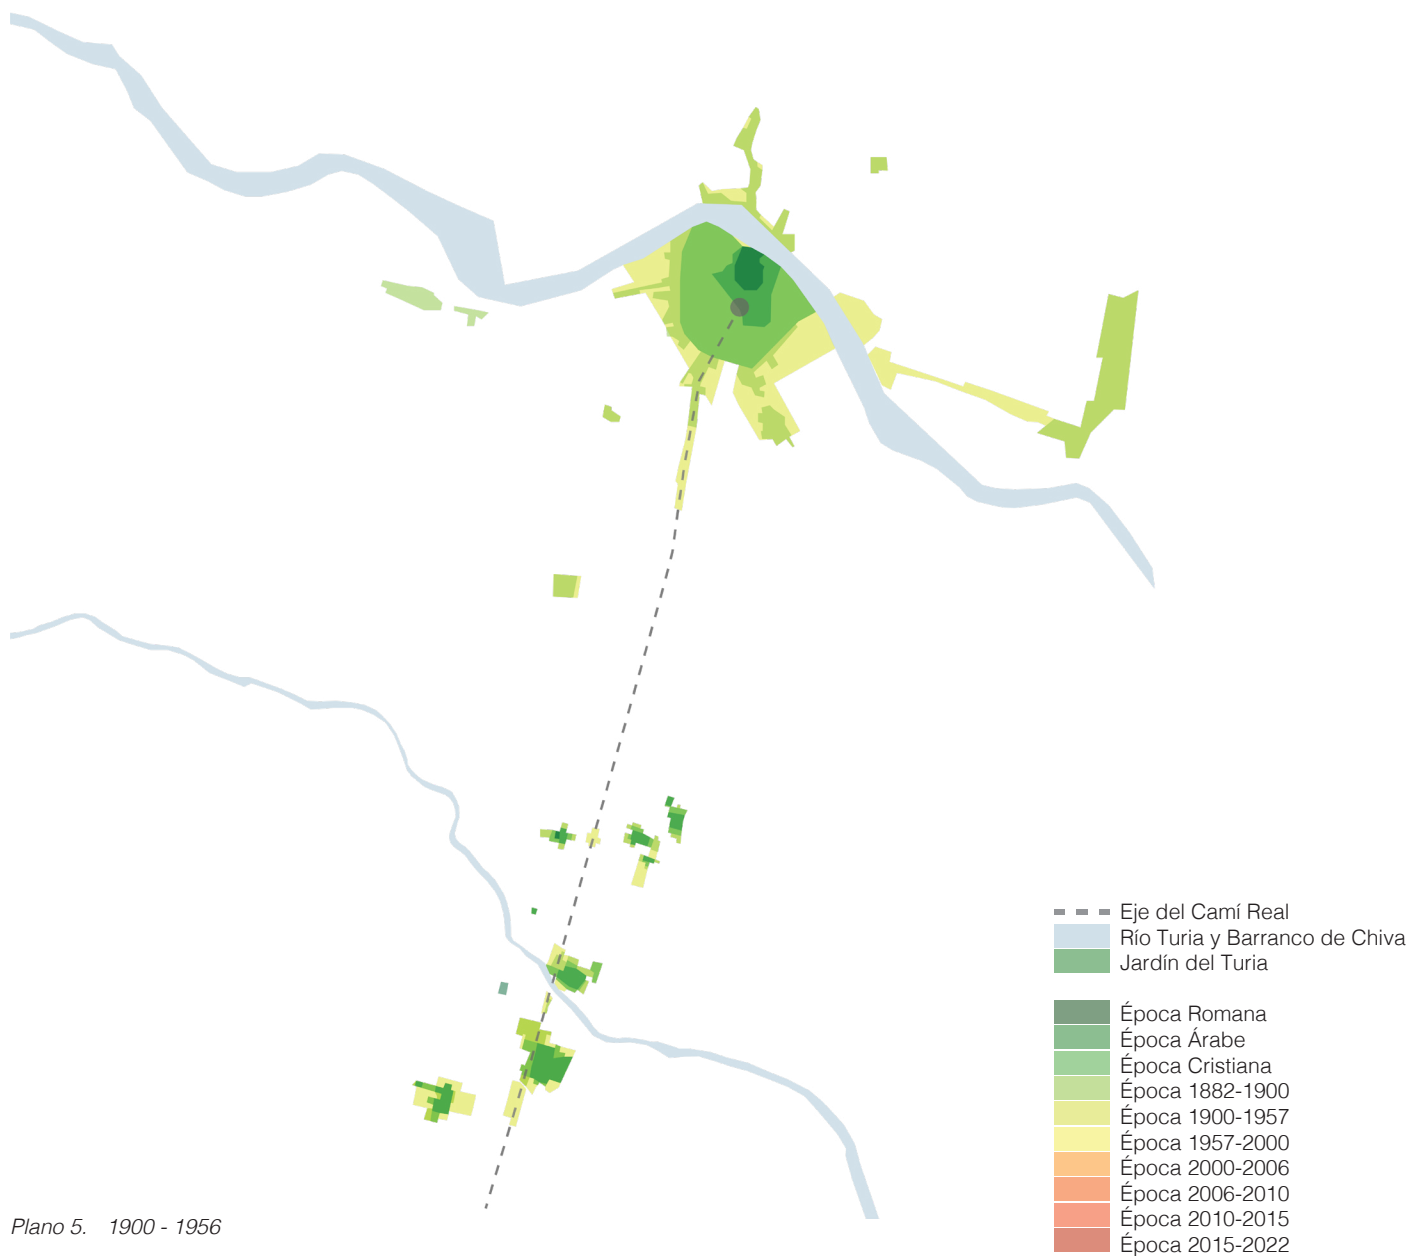 Eje del Camí Real
Río Turia y Barranco de Chiva
Jardín del Turia
Época Romana
Época Árabe
Época Cristiana
Época 1882-1900
Época 1900-1957
Época 1957-2000
Época 2000-2006
Época 2006-2010
Época 2010-2015
Época 2015-2022
Plano 5. 1900 - 1956